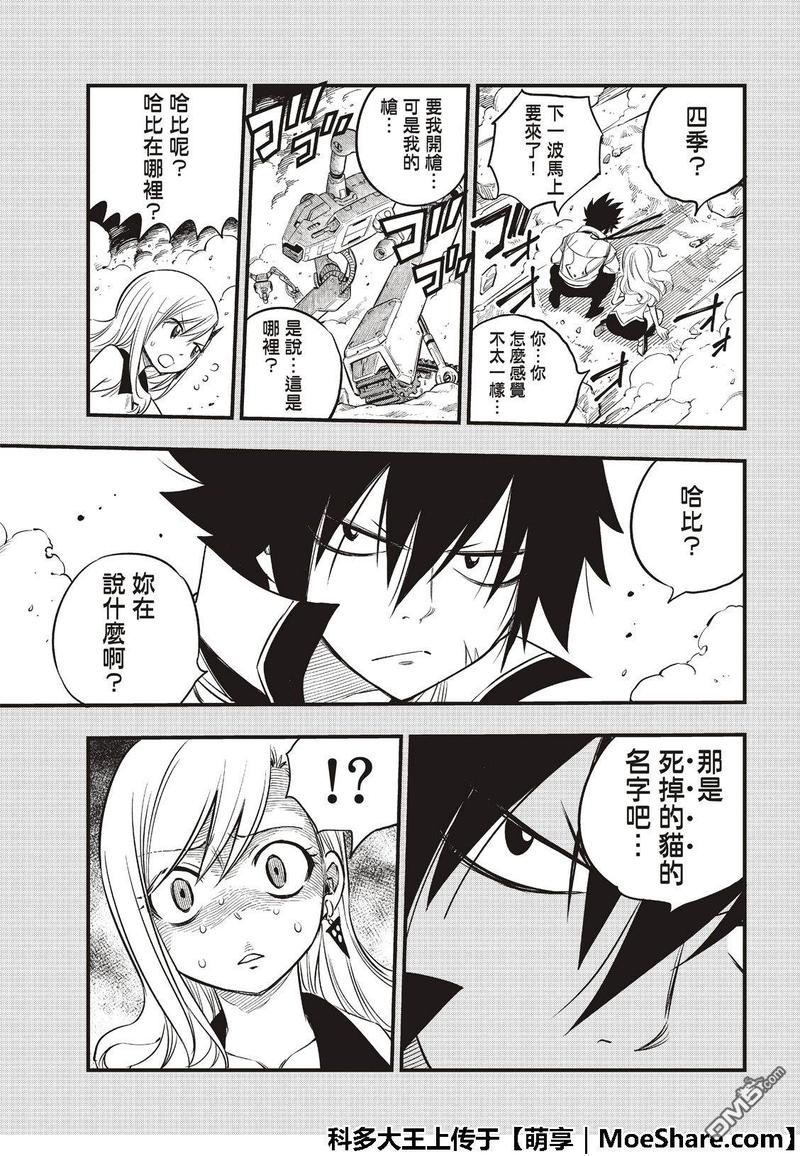 四季？
下一波馬上
要來了！
你…你
怎麼感覺
不太一樣…
要我開槍…
可是我的
槍…
是說…這是
哪裡？
哈比呢？
哈比在哪裡？
哈比？
妳在
說什麼啊？
那是
死掉的貓的
名字吧…
!?
科多大王上传于【萌享｜MoeShare.com】